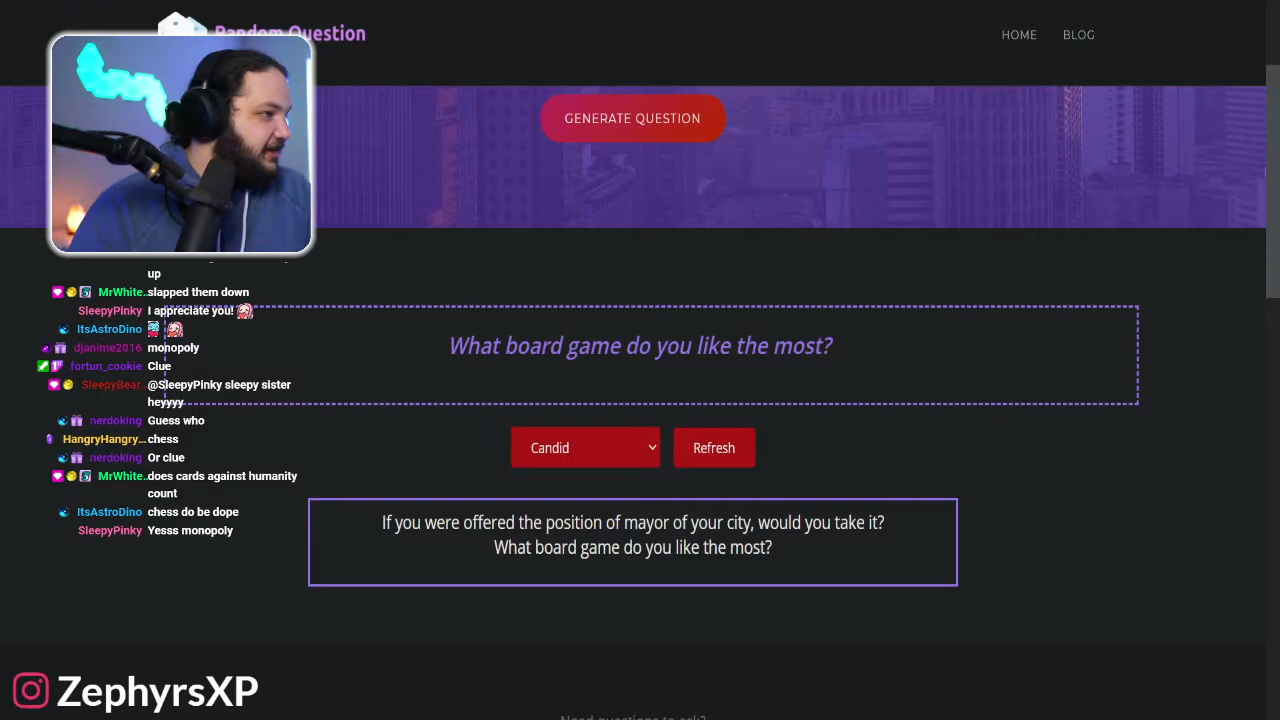 Random Question
HOME
BLOG
GENERATE QUESTION
up
MrWhite.. slapped them down
SleepyPinky I appreciate you!
ItsAstroDino
djanime2016 monopoly
fortun_cookie Clue
SleepyBear.. @SleepyPinky sleepy sister
heyyyy
nerdoking Guess who
HangryHangry... chess
nerdoking Or clue
MrWhite.. does cards against humanity
count
ItsAstroDino chess do be dope
SleepyPinky Yesss monopoly
What board game do you like the most?
Candid
Refresh
If you were offered the position of mayor of your city, would you take it?
What board game do you like the most?
ZephyrsXP
Need questions to ask?